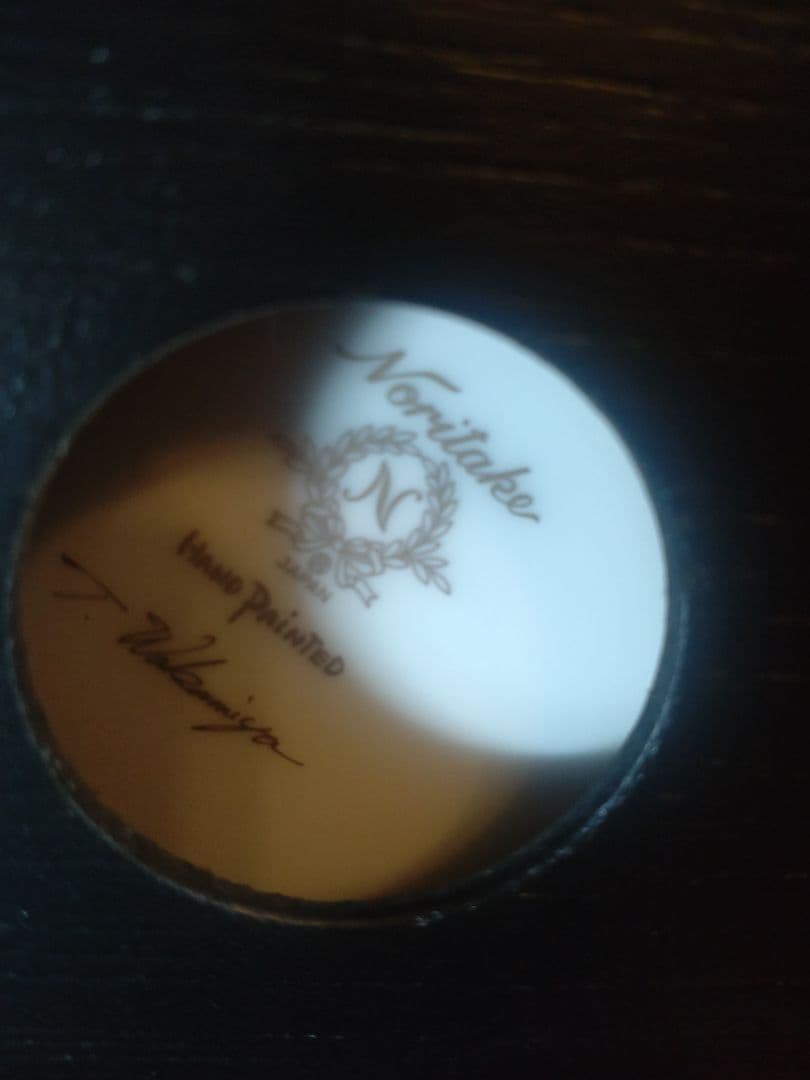 Noritake
N
JAPAN
HAND PAINTED
T. Wakamiya